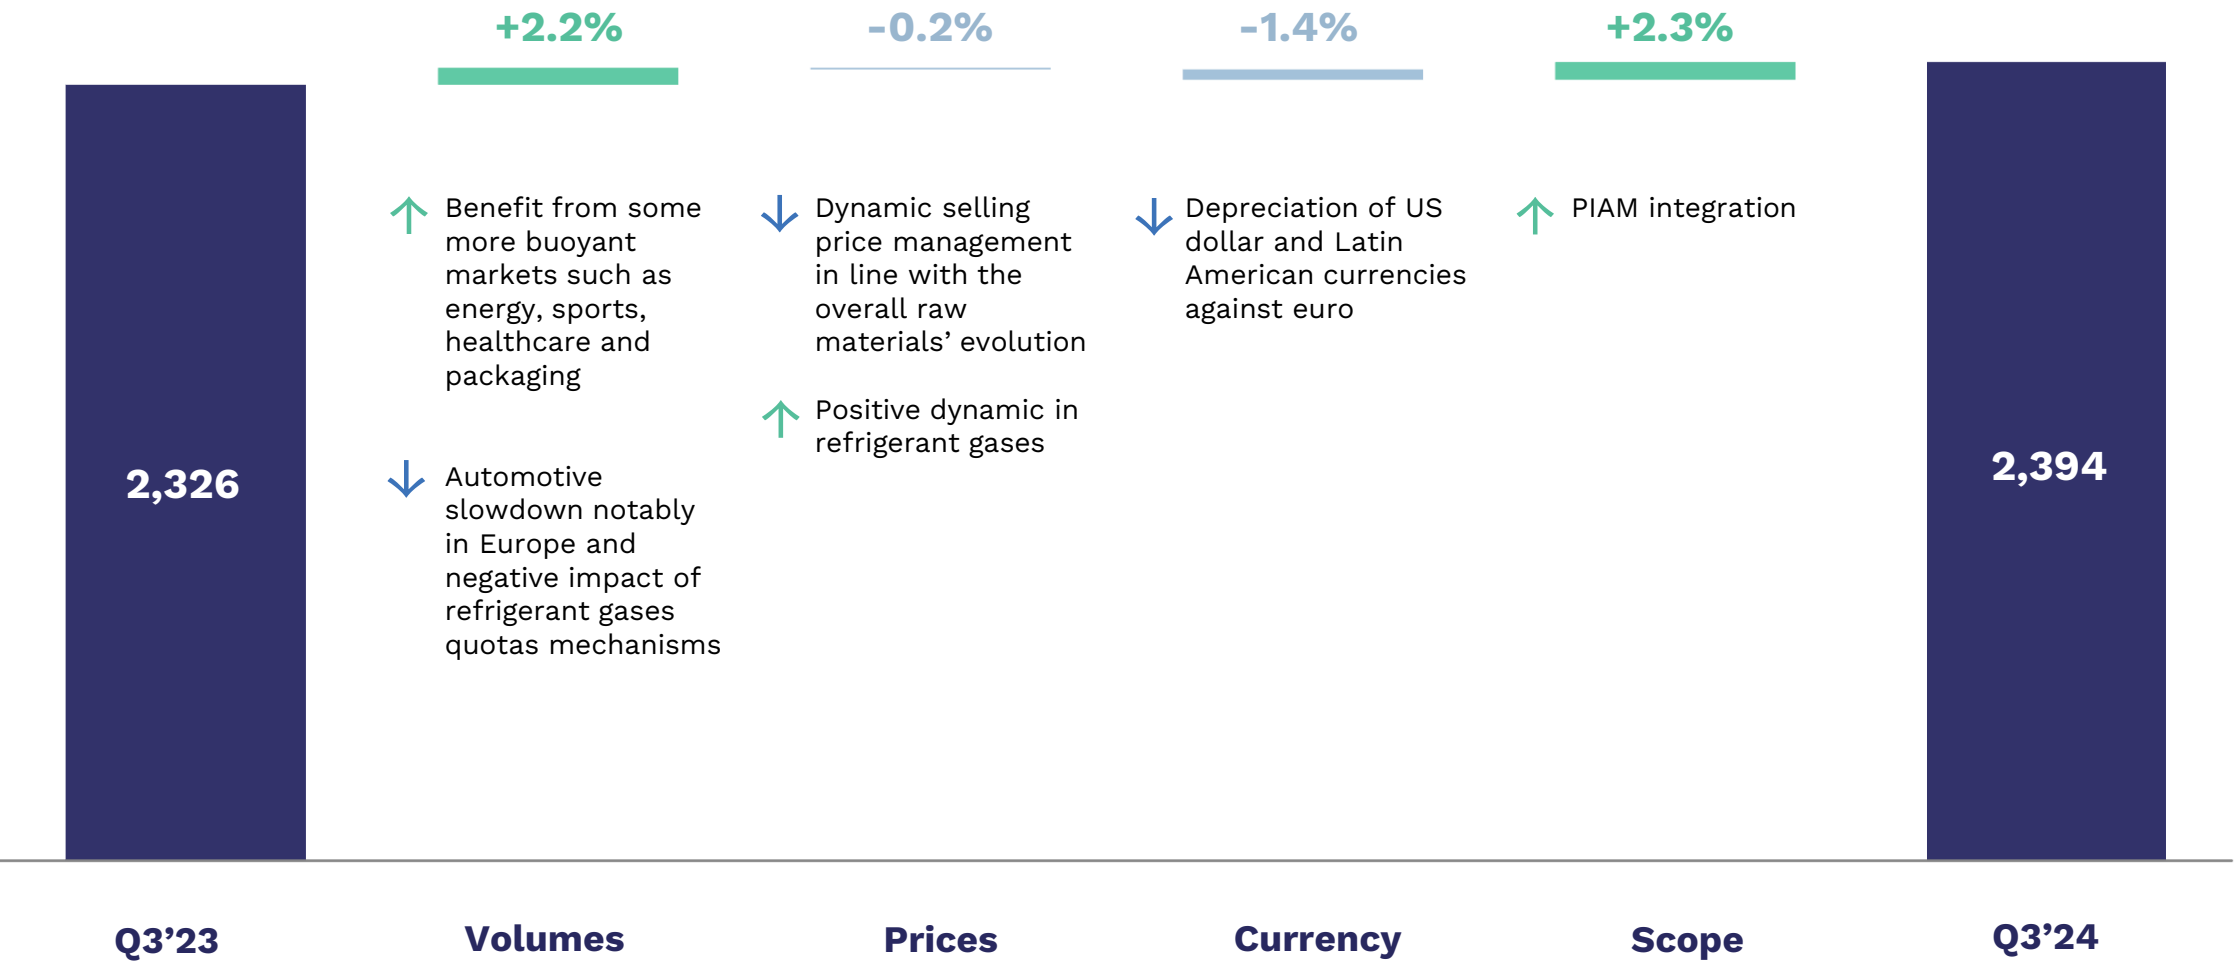 +2.2%
-0.2%
-1.4%
+2.3%
2,326
Benefit from some
more buoyant
markets such as
energy, sports,
healthcare and
packaging
Automotive
slowdown notably
in Europe and
negative impact of
refrigerant gases
quotas mechanisms
Dynamic selling
price management
in line with the
overall raw
materials’ evolution
Positive dynamic in
refrigerant gases
Depreciation of US
dollar and Latin
American currencies
against euro
PIAM integration
2,394
Q3’23
Volumes
Prices
Currency
Scope
Q3’24